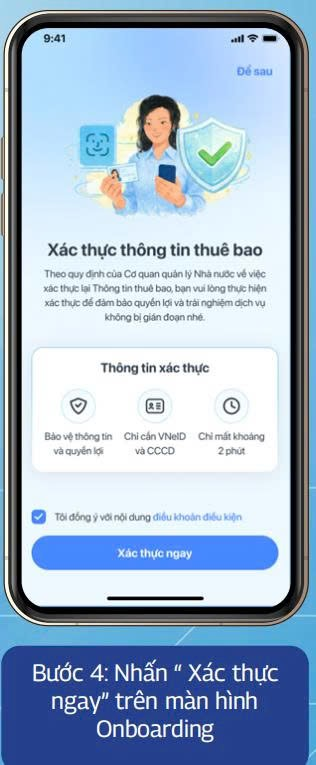 9:41
Để sau
Xác thực thông tin thuê bao
Theo quy định của Cơ quan quản lý Nhà nước về việc
xác thực lại Thông tin thuê bao, bạn vui lòng thực hiện
xác thực để đảm bảo quyền lợi và trải nghiệm dịch vụ
không bị gián đoạn nhé.
Thông tin xác thực
Bảo vệ thông tin
và quyền lợi
Chỉ cần VNeID
và CCCD
Chỉ mất khoảng
2 phút
Tôi đồng ý với nội dung điều khoản điều kiện
Xác thực ngay
Bước 4: Nhấn “ Xác thực
ngay” trên màn hình
Onboarding